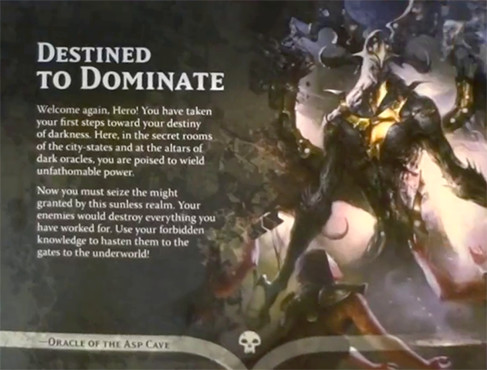 DESTINED
TO DOMINATE
Welcome again, Hero! You have taken
your first steps toward your destiny
of darkness. Here, in the secret rooms
of the city-states and at the altars of
dark oracles, you are poised to wield
unfathomable power.
Now you must seize the might
granted by this sunless realm. Your
enemies would destroy everything you
have worked for. Use your forbidden
knowledge to hasten them to the
gates to the underworld!
—ORACLE OF THE ASP CAVE